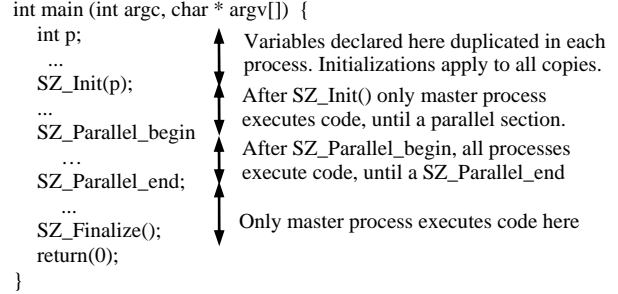 int main (int argc, char * argv[]) {
int p;
...
SZ_Init(p);
...
SZ_Parallel_begin
…
SZ_Parallel_end;
...
SZ_Finalize();
return(0);
}
Variables declared here duplicated in each
process. Initializations apply to all copies.
After SZ_Init() only master process
executes code, until a parallel section.
After SZ_Parallel_begin, all processes
execute code, until a SZ_Parallel_end
Only master process executes code here